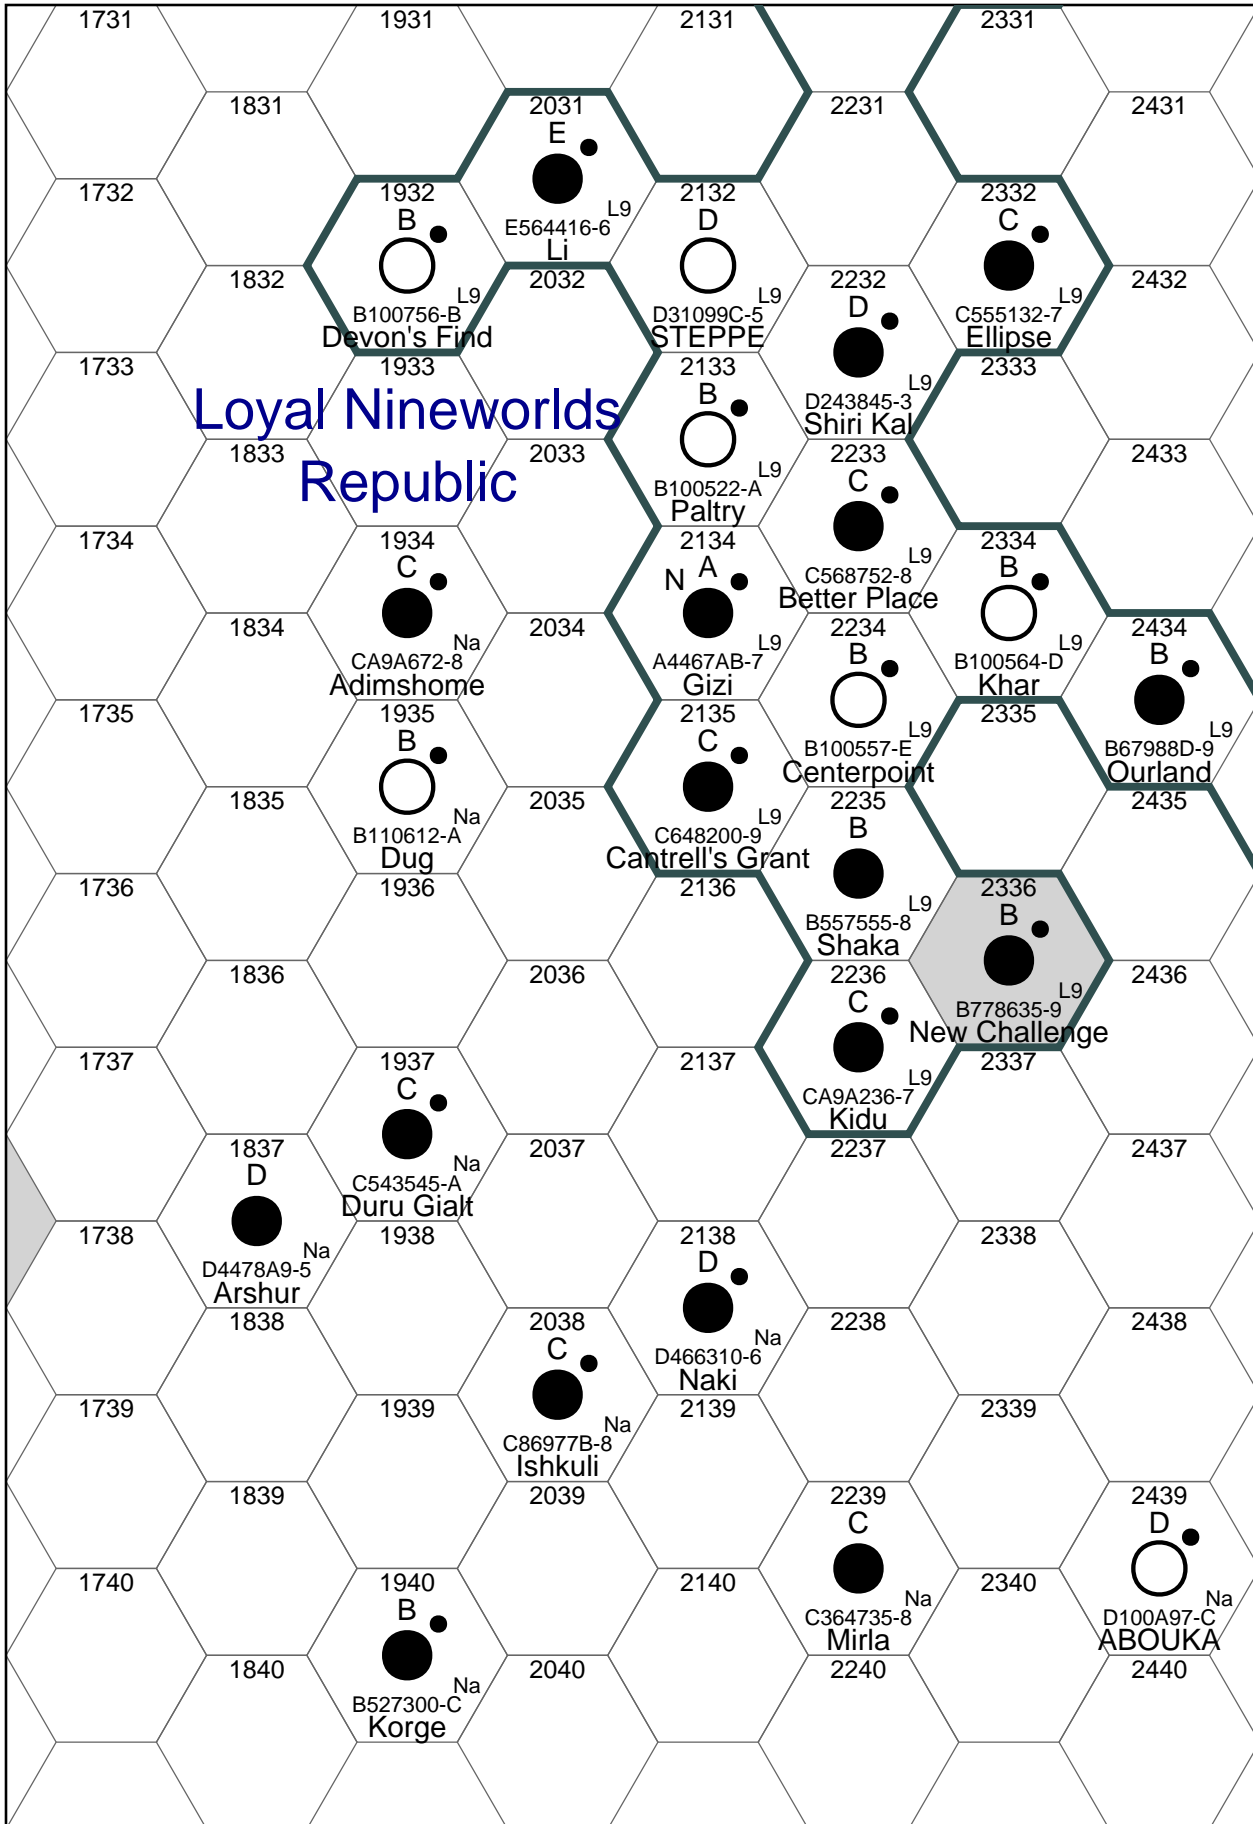 1731
1931
2131
2331
1831
2031
2231
2431
E
E564416-6
L9
Li
1732
1932
2132
2332
B
D
C
B100756-B
L9
Devon's Find
D31099C-5
L9
STEPPE
C555132-7
L9
Ellipse
1832
2032
2232
2432
D
D243845-3
L9
Shiri Kal
1733
1933
2133
2333
B
B100522-A
L9
Paltry
Loyal Nineworlds
Republic
1833
2033
2233
2433
C
C568752-8
L9
Better Place
1734
1934
2134
2334
C
N
A
B
CA9A672-8
Na
Adimshome
A4467AB-7
L9
Gizi
B100564-D
L9
Khar
1834
2034
2234
2434
B
B
B100557-E
L9
Centerpoint
B67988D-9
L9
Ourland
1735
1935
2135
2335
B
C
B110612-A
Na
Dug
C648200-9
L9
Cantrell's Grant
1835
2035
2235
2435
B
B557555-8
L9
Shaka
1736
1936
2136
2336
B
B778635-9
L9
New Challenge
1836
2036
2236
2436
C
CA9A236-7
L9
Kidu
1737
1937
2137
2337
C
C543545-A
Na
Duru Gialt
1837
2037
2237
2437
D
D4478A9-5
Na
Arshur
1738
1938
2138
2338
D
D466310-6
Na
Naki
1838
2038
2238
2438
C
C86977B-8
Na
Ishkuli
1739
1939
2139
2339
1839
2039
2239
2439
C
D
C364735-8
Na
Mirla
D100A97-C
Na
ABOUKA
1740
1940
2140
2340
B
B527300-C
Na
Korge
1840
2040
2240
2440